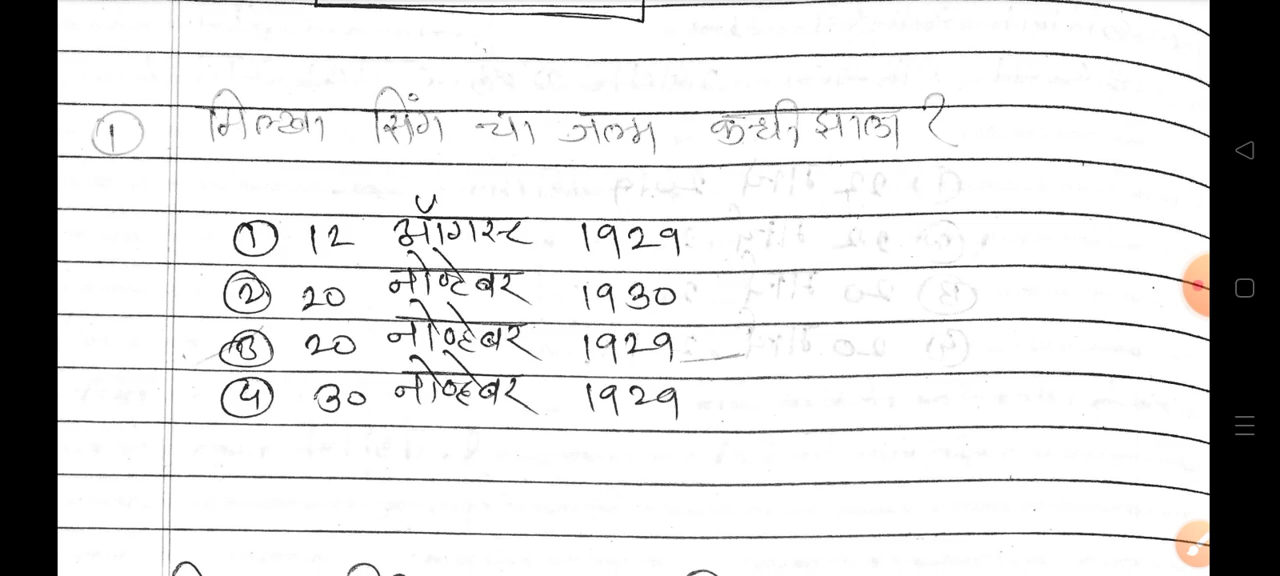 ① मिल्खा सिंग चा जन्म कधी झाला ?
① 12 ऑगस्ट 1929
② 20 नोव्हेंबर 1930
③ 20 नोव्हेंबर 1929
④ 30 नोव्हेंबर 1929